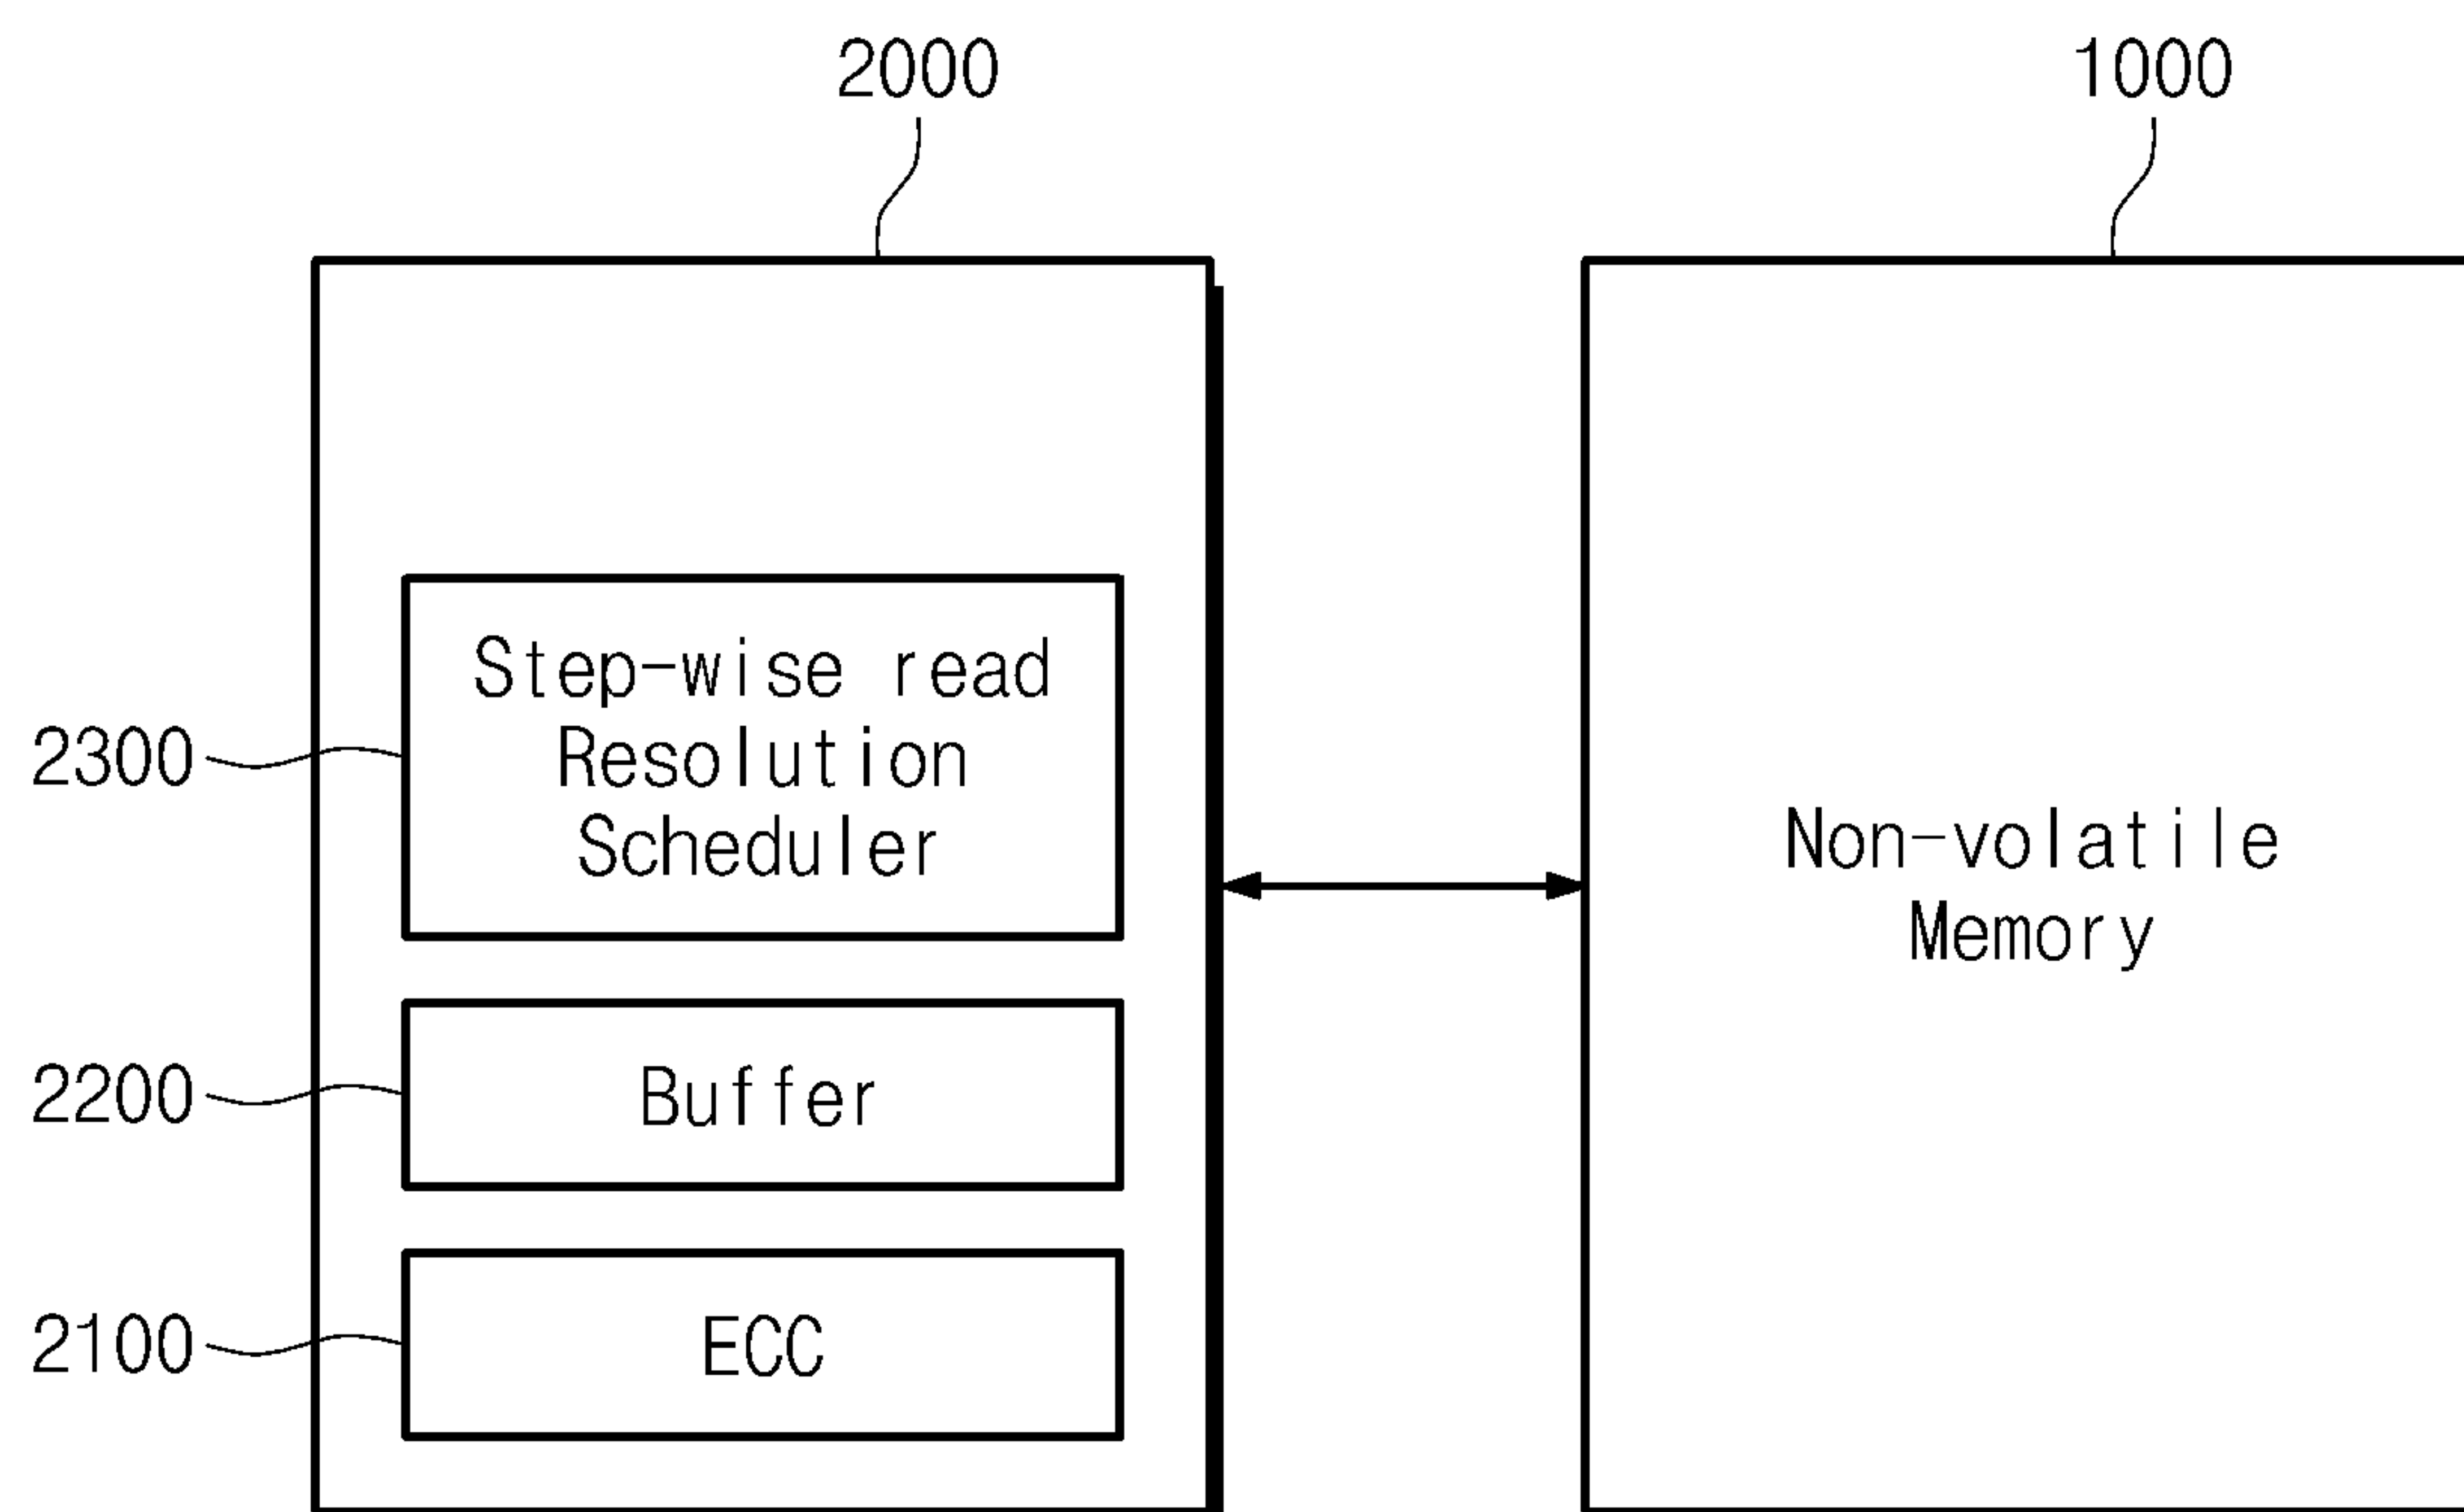 2000
1000
2300
Step-wise read
Resolution
Scheduler
Non-volatile
Memory
2200
Buffer
2100
ECC